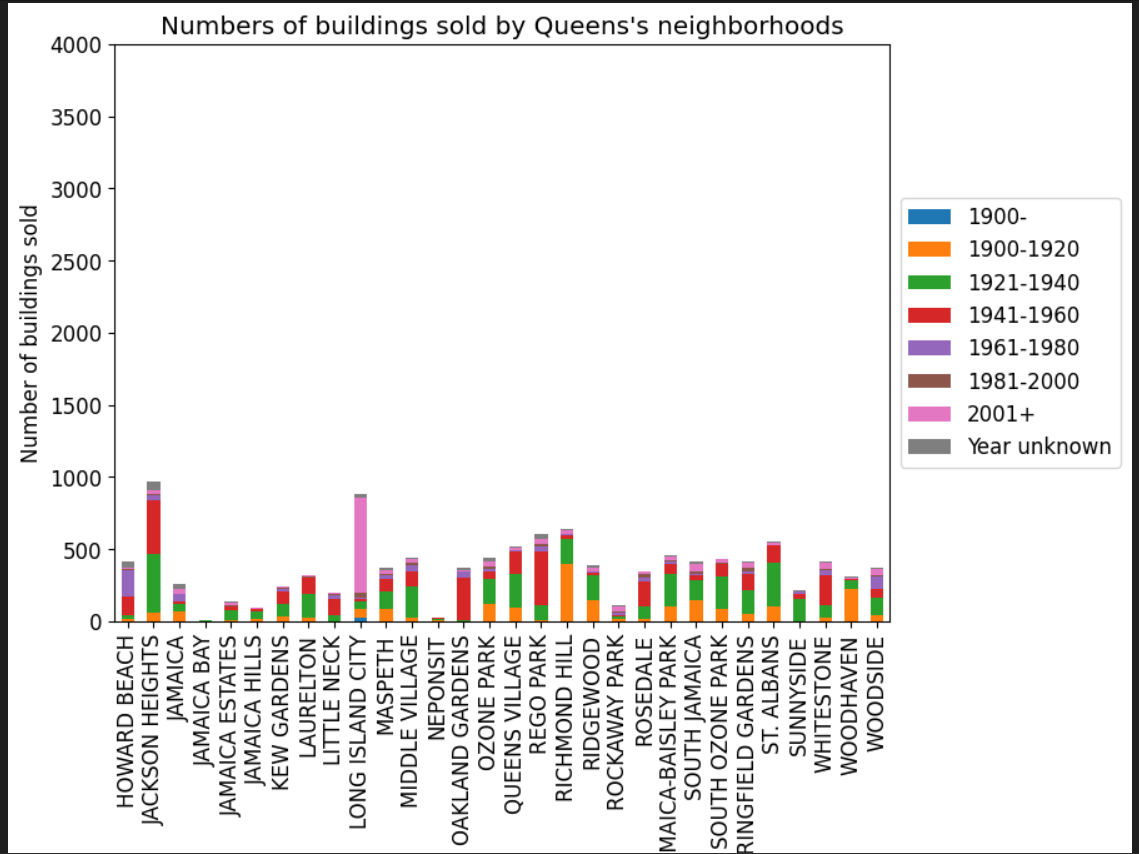 Numbers of buildings sold by Queens's neighborhoods
Number of buildings sold
4000
3500
3000
2500
2000
1500
1000
500
0
HOWARD BEACH
JACKSON HEIGHTS
JAMAICA
JAMAICA BAY
JAMAICA ESTATES
JAMAICA HILLS
KEW GARDENS
LAURELTON
LITTLE NECK
LONG ISLAND CITY
MASPETH
MIDDLE VILLAGE
NEPONSIT
OAKLAND GARDENS
OZONE PARK
QUEENS VILLAGE
REGO PARK
RICHMOND HILL
RIDGEWOOD
ROCKAWAY PARK
ROSEDALE
MAICA-BAISLEY PARK
SOUTH JAMAICA
SOUTH OZONE PARK
RINGFIELD GARDENS
ST. ALBANS
SUNNYSIDE
WHITESTONE
WOODHAVEN
WOODSIDE
1900-
1900-1920
1921-1940
1941-1960
1961-1980
1981-2000
2001+
Year unknown